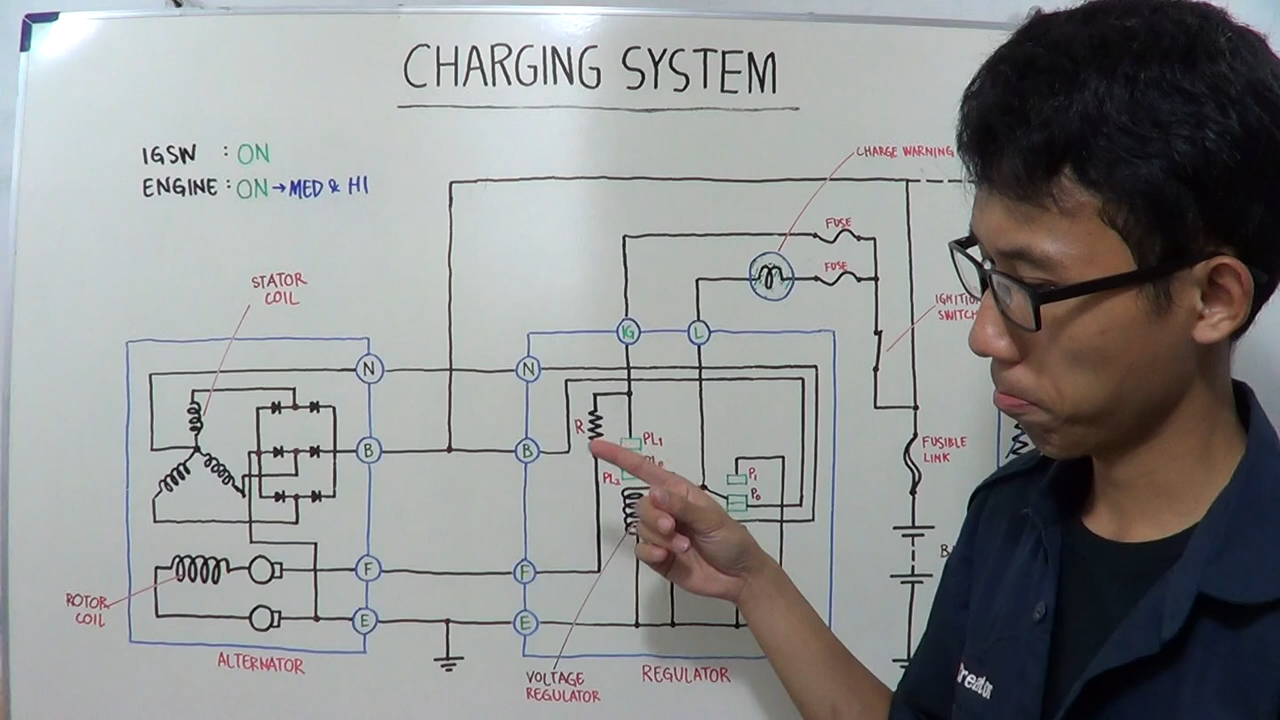 CHARGING SYSTEM
IGSW : ON
ENGINE : ON → MED & HI
CHARGE WARNING
FUSE
FUSE
STATOR
COIL
SWITCH
IG
L
N
N
R
PL1
B
B
PL2
P1
P0
FUSIBLE
LINK
F
F
ROTOR
COIL
E
E
ALTERNATOR
VOLTAGE
REGULATOR
REGULATOR